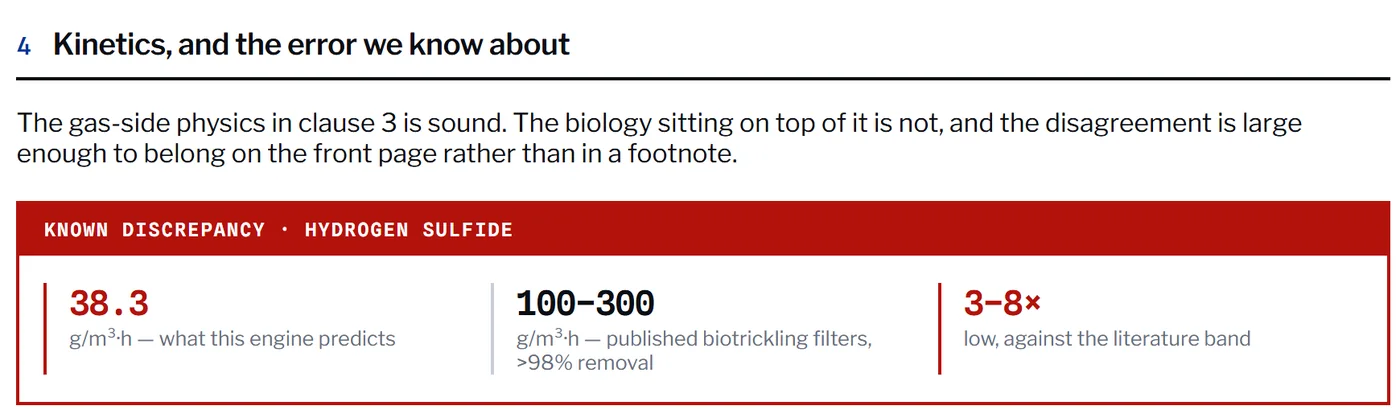 4 Kinetics, and the error we know about
The gas-side physics in clause 3 is sound. The biology sitting on top of it is not, and the disagreement is large
enough to belong on the front page rather than in a footnote.
KNOWN DISCREPANCY · HYDROGEN SULFIDE
38.3
g/m³·h — what this engine predicts
100–300
g/m³·h — published biotrickling filters,
>98% removal
3–8×
low, against the literature band